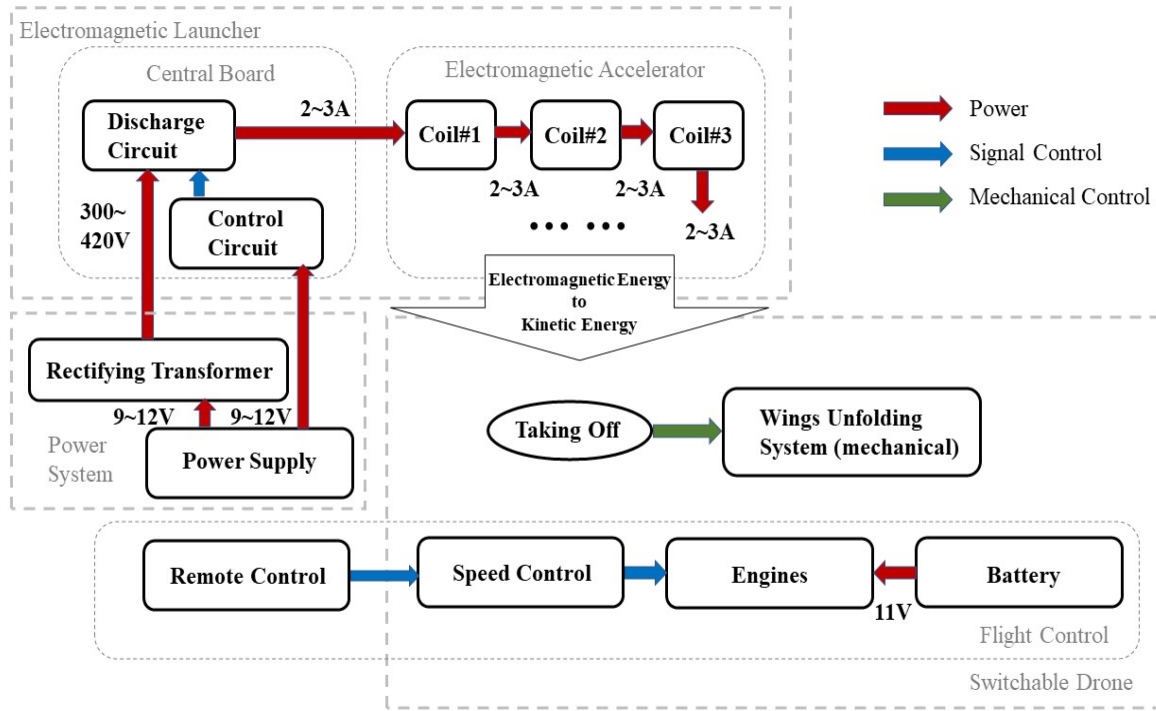 Electromagnetic Launcher
Central Board
Electromagnetic Accelerator
Discharge
Circuit
2~3A
Coil#1
Coil#2
Coil#3
2~3A
2~3A
2~3A
... ...
300~
420V
Control
Circuit
Power
Signal Control
Mechanical Control
Electromagnetic Energy
to
Kinetic Energy
Rectifying Transformer
9~12V
9~12V
Power
System
Power Supply
Taking Off
Wings Unfolding
System (mechanical)
Remote Control
Speed Control
Engines
Battery
11V
Flight Control
Switchable Drone